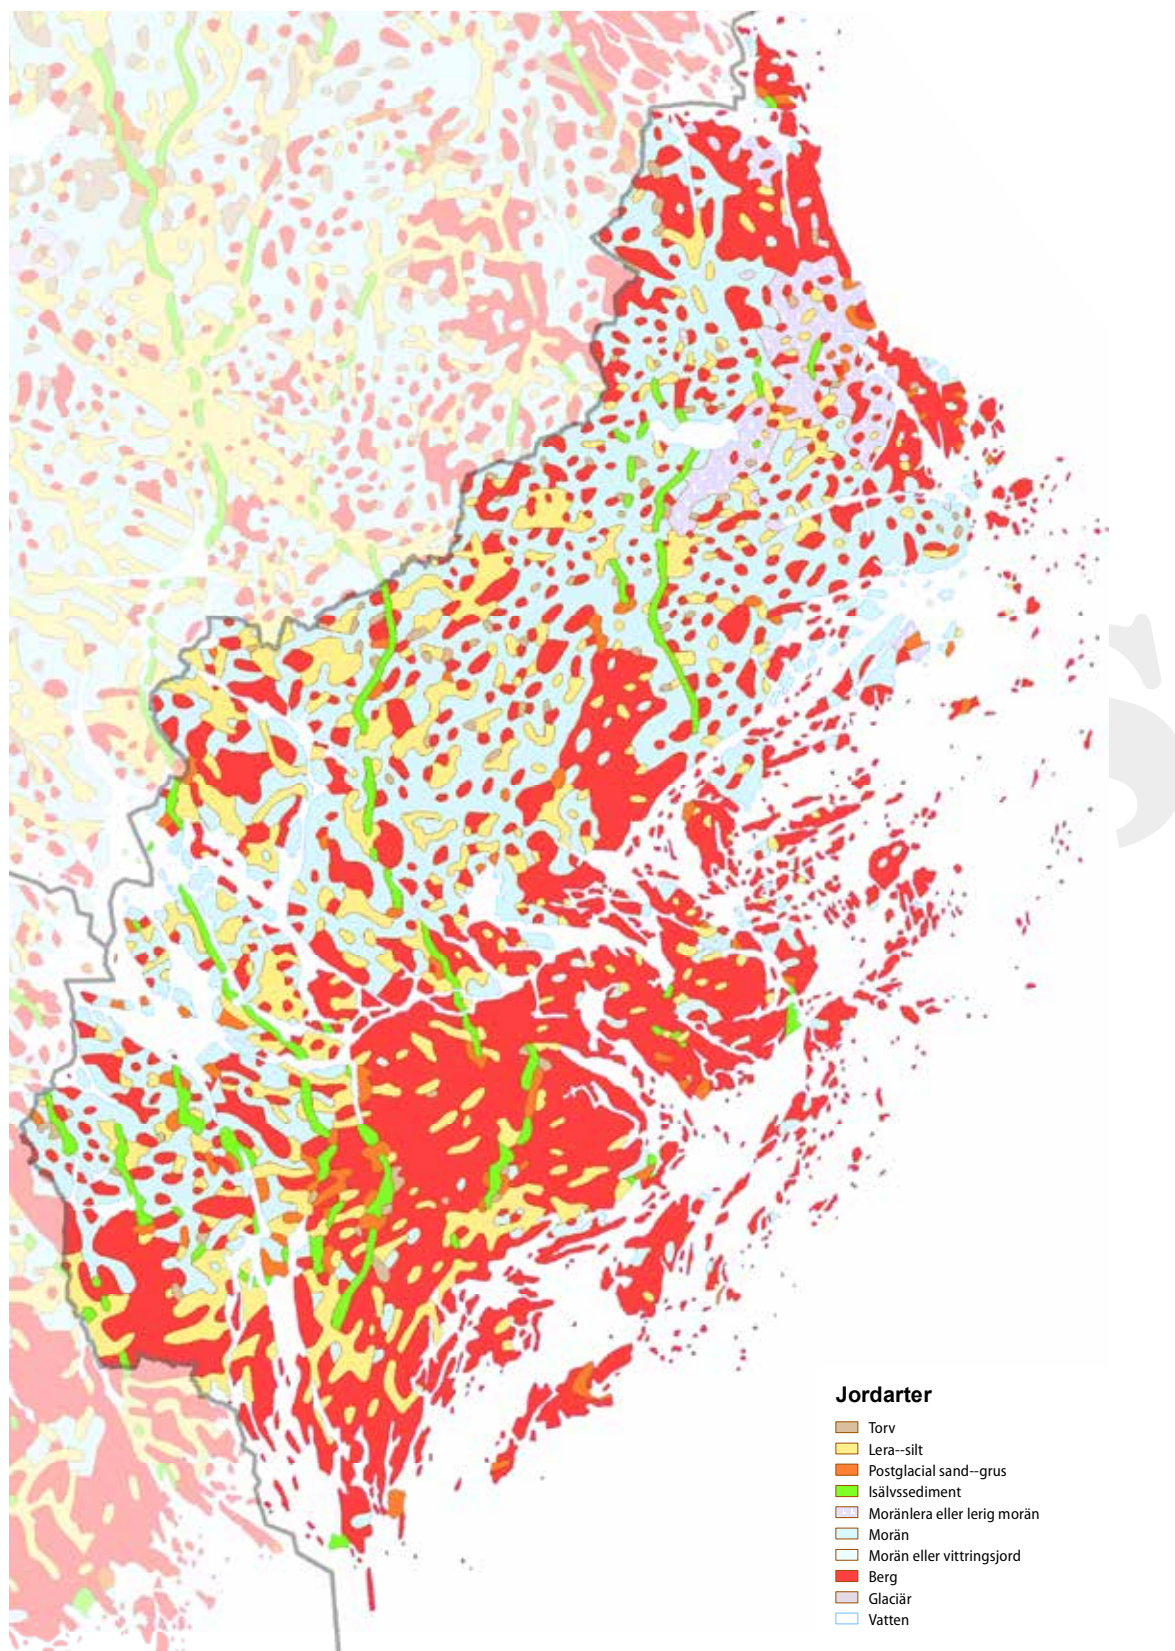 Jordarter
Torv
Lera--silt
Postglacial sand--grus
Isälvssediment
Moränlera eller lerig morän
Morän
Morän eller vittringsjord
Berg
Glaciär
Vatten
S